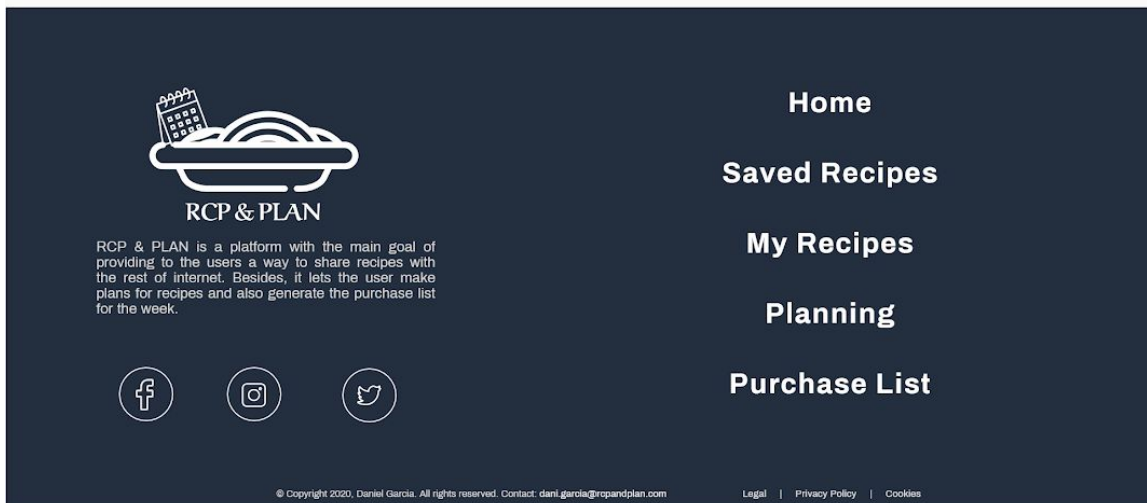 RCP & PLAN
RCP & PLAN is a platform with the main goal of
providing to the users a way to share recipes with
the rest of internet. Besides, it lets the user make
plans for recipes and also generate the purchase list
for the week.
Home
Saved Recipes
My Recipes
Planning
Purchase List
© Copyright 2020, Daniel Garcia. All rights reserved. Contact: dani.garcia@rcpandplan.com
Legal | Privacy Policy | Cookies